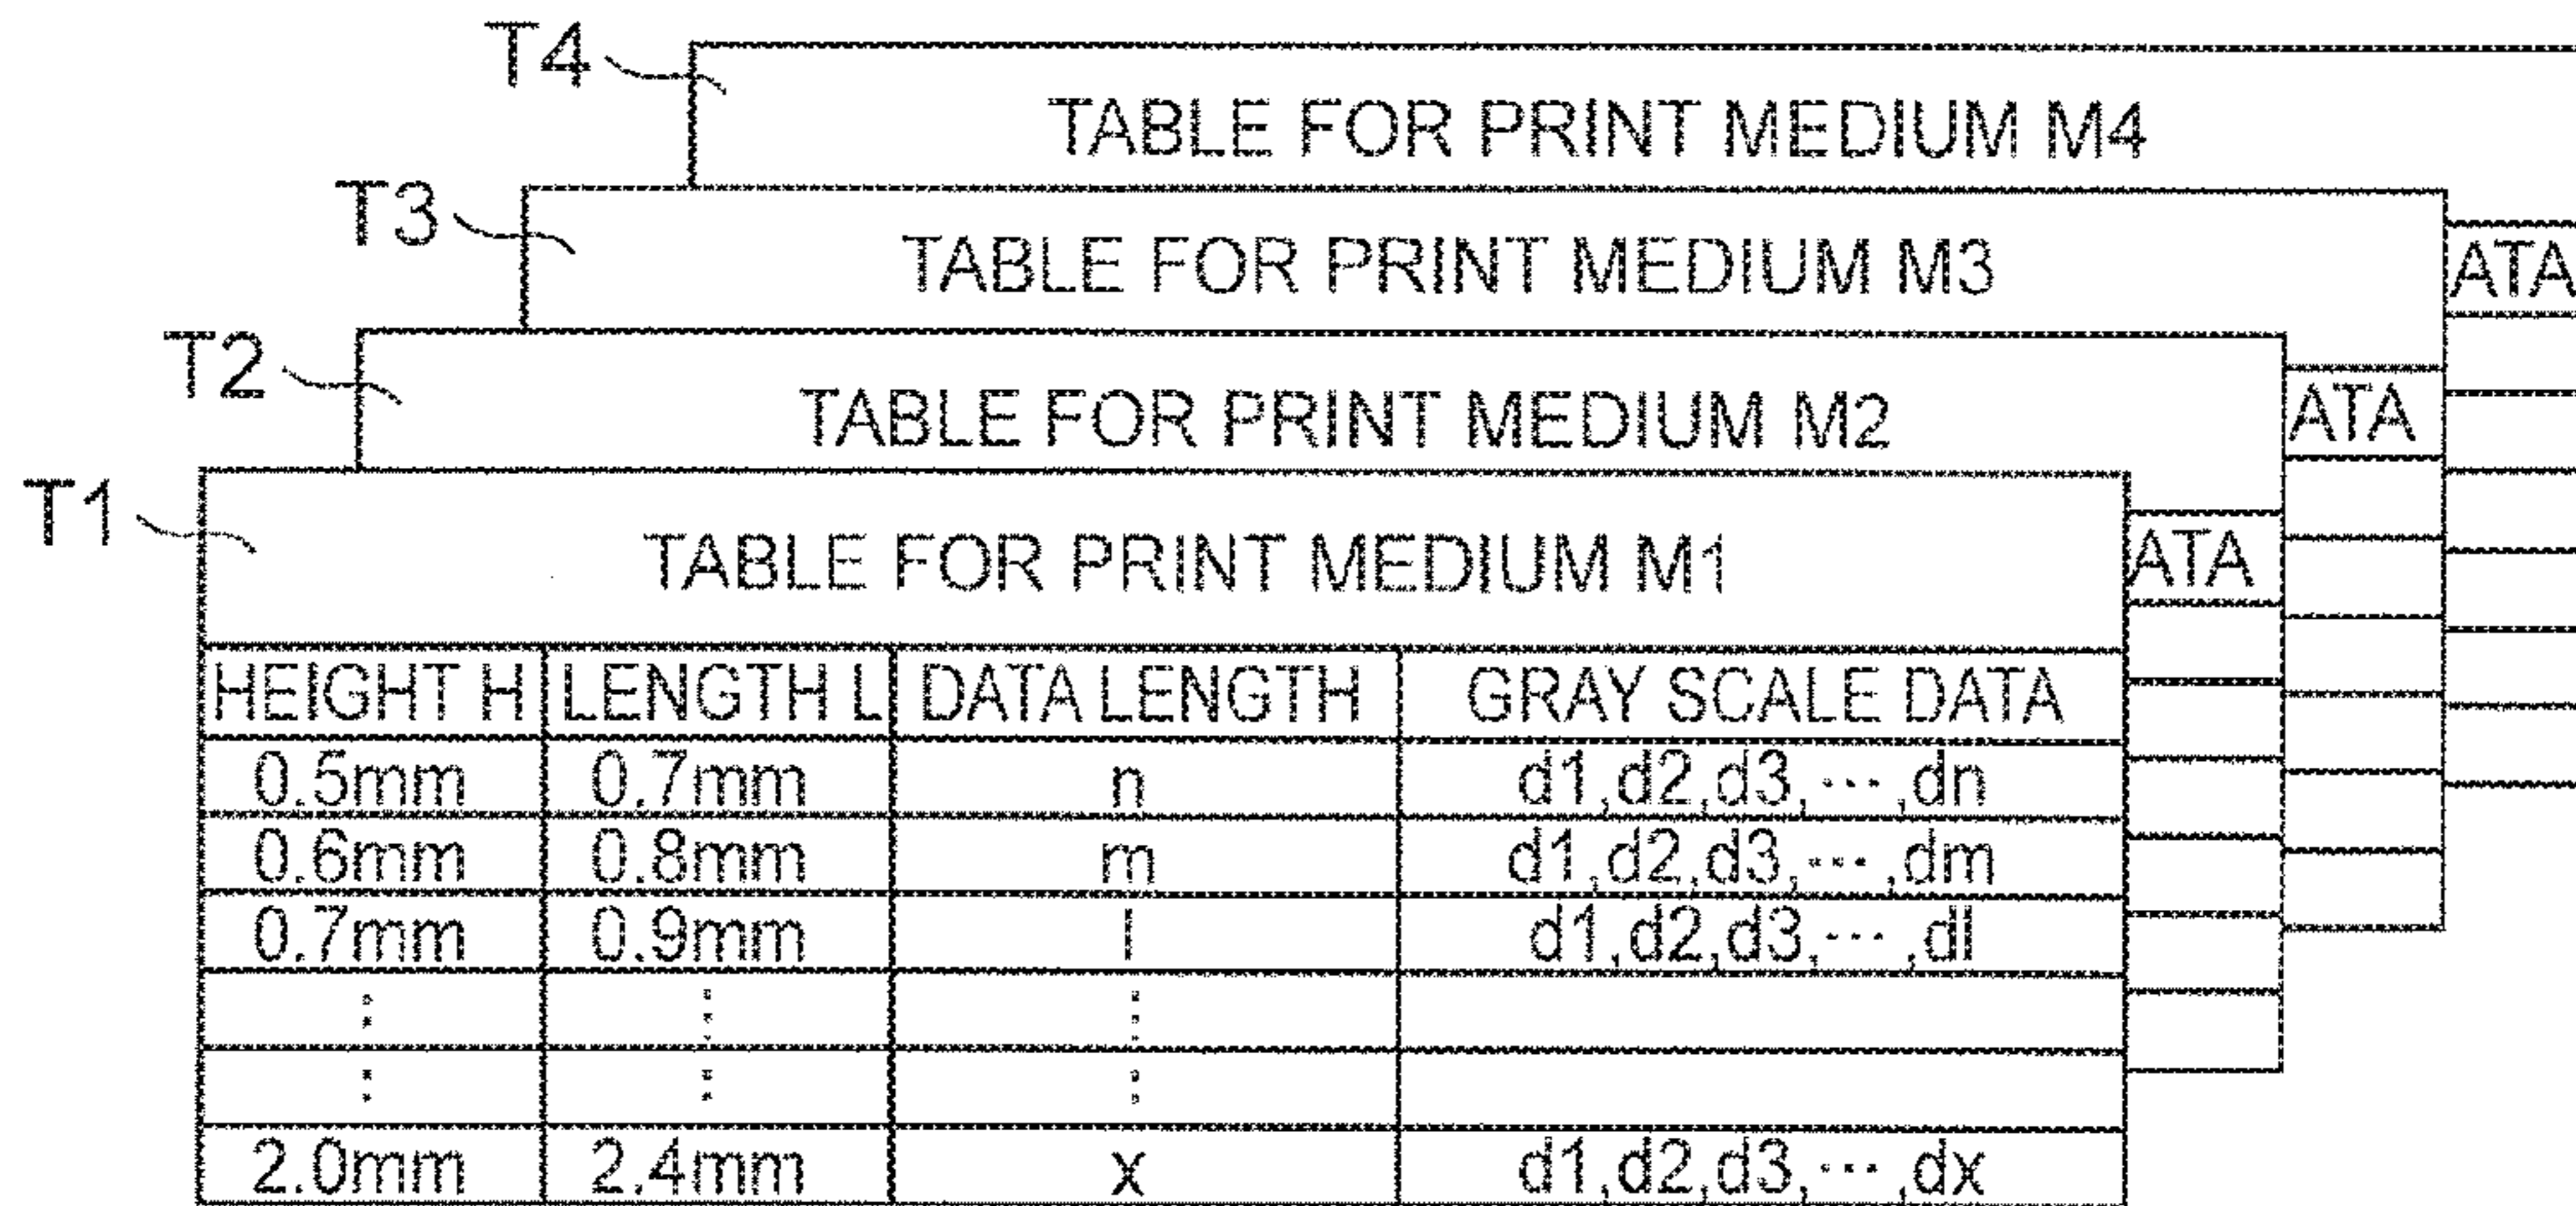 T4 TABLE FOR PRINT MEDIUM M4
T3 TABLE FOR PRINT MEDIUM M3 ATA
T2 TABLE FOR PRINT MEDIUM M2 ATA
T1 TABLE FOR PRINT MEDIUM M1 ATA
HEIGHT H LENGTH L DATA LENGTH GRAY SCALE DATA
0.5mm 0.7mm n d1,d2,d3,⋯,dn
0.6mm 0.8mm m d1,d2,d3,⋯,dm
0.7mm 0.9mm l d1,d2,d3,⋯,dl
⋮ ⋮ ⋮
⋮ ⋮ ⋮
2.0mm 2.4mm x d1,d2,d3,⋯,dx